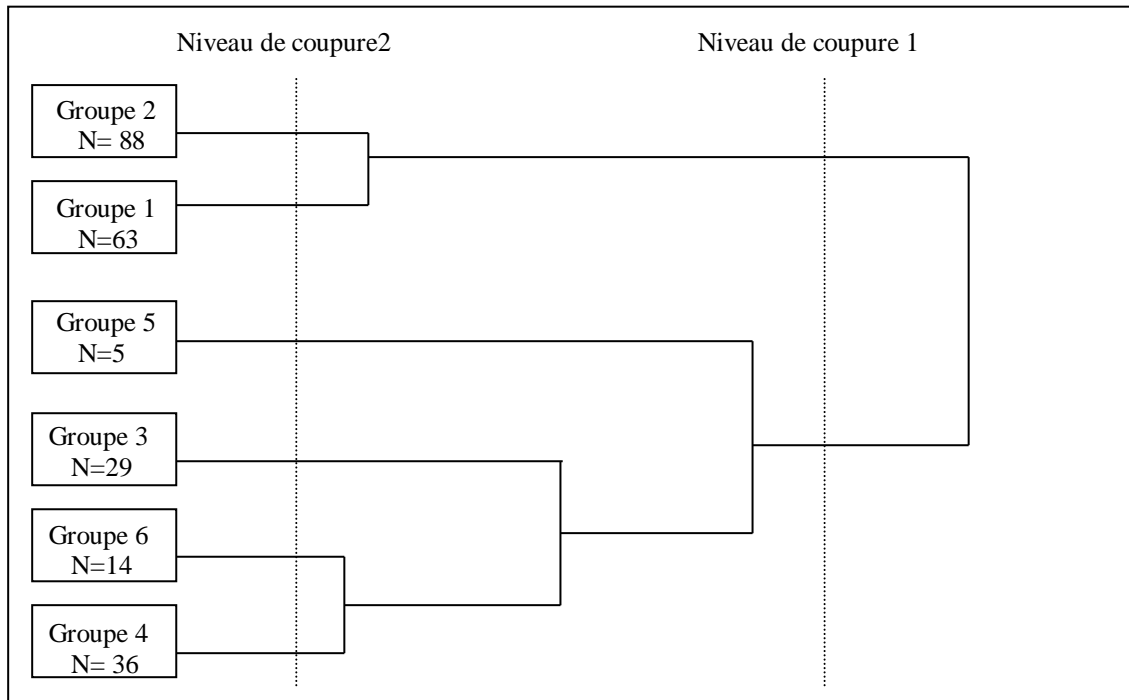 Niveau de coupure2
Niveau de coupure 1
Groupe 2
N= 88
Groupe 1
N=63
Groupe 5
N=5
Groupe 3
N=29
Groupe 6
N=14
Groupe 4
N= 36